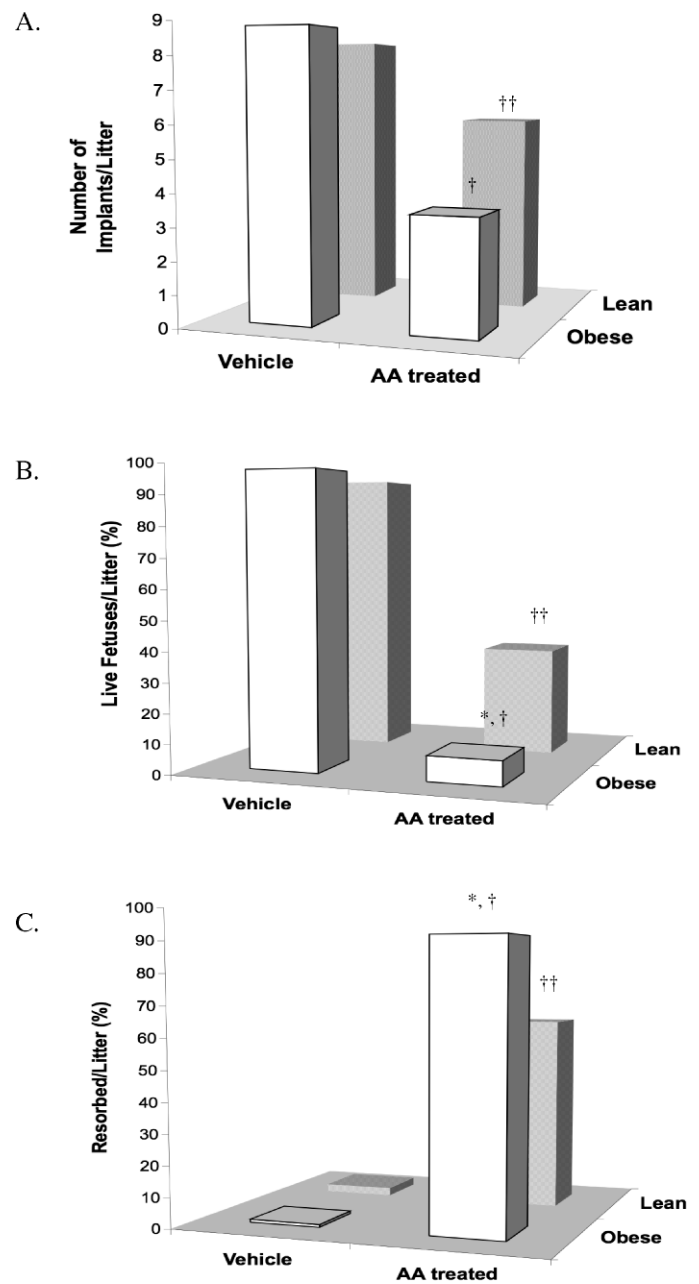 A.
Number of
Implants/Litter
9
8
7
6
5
4
3
2
1
0
††
†
Lean
Obese
Vehicle
AA treated
B.
Live Fetuses/Litter (%)
100
90
80
70
60
50
40
30
20
10
0
††
*, †
Lean
Obese
Vehicle
AA treated
C.
Resorbed/Litter (%)
100
90
80
70
60
50
40
30
20
10
0
*, †
††
Lean
Obese
Vehicle
AA treated